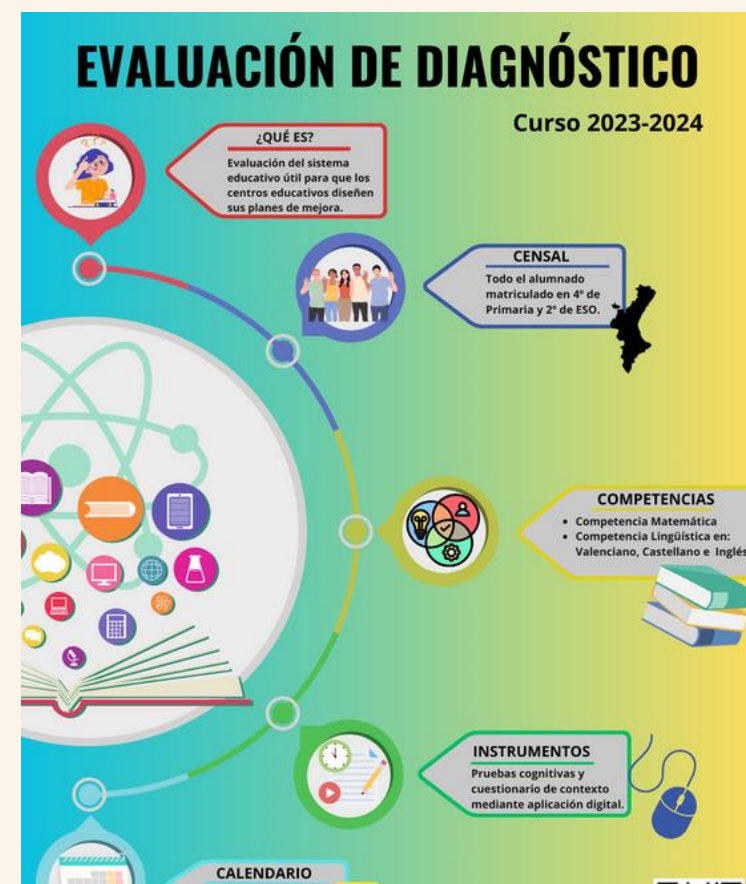 EVALUACIÓN DE DIAGNÓSTICO
Curso 2023-2024
¿QUÉ ES?
Evaluación del sistema
educativo útil para que los
centros educativos diseñen
sus planes de mejora.
CENSAL
Todo el alumnado
matriculado en 4º de
Primaria y 2º de ESO.
COMPETENCIAS
• Competencia Matemática
• Competencia Lingüística en:
Valenciano, Castellano e Inglés
INSTRUMENTOS
Pruebas cognitivas y
cuestionario de contexto
mediante aplicación digital.
CALENDARIO